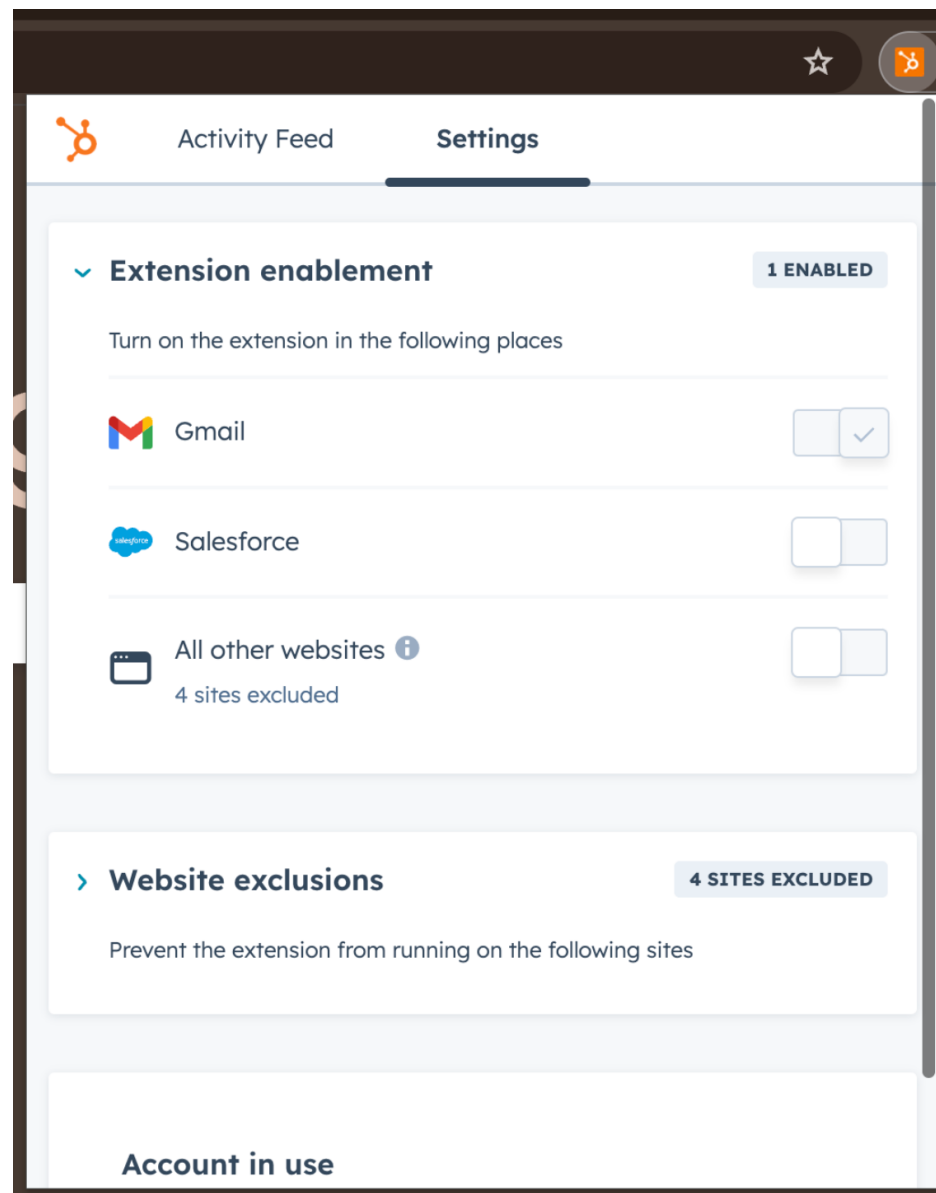 Activity Feed
Settings
Extension enablement
1 ENABLED
Turn on the extension in the following places
Gmail
salesforce
Salesforce
All other websites
4 sites excluded
Website exclusions
4 SITES EXCLUDED
Prevent the extension from running on the following sites
Account in use